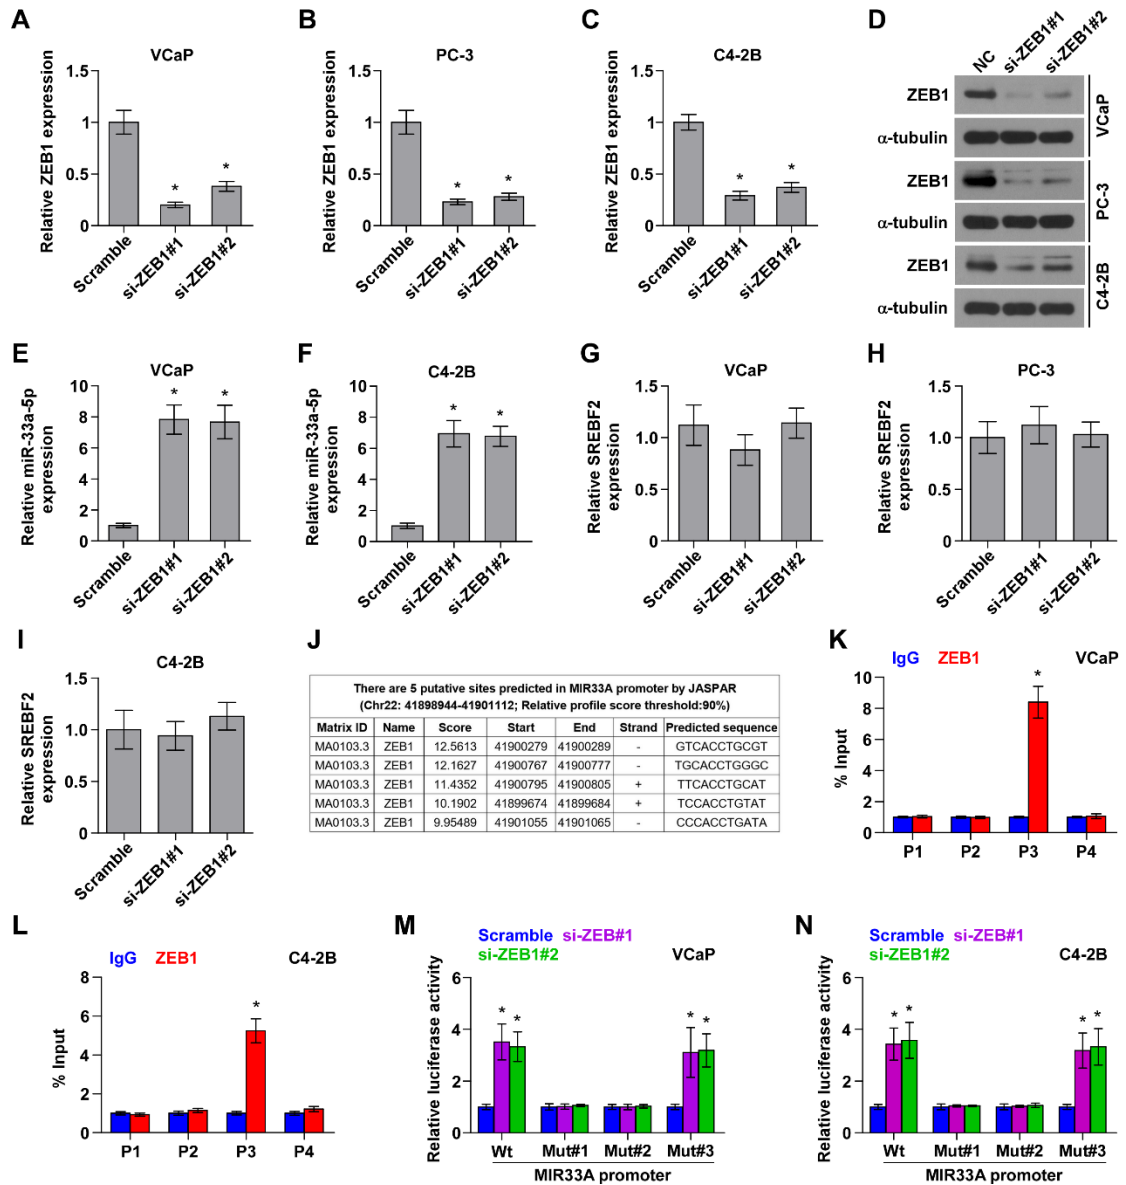 A
VCaP
Relative ZEB1 expression
1.5
1
0.5
0
*
*
Scramble
si-ZEB1#1
si-ZEB1#2
B
PC-3
Relative ZEB1 expression
1.5
1
0.5
0
*
*
Scramble
si-ZEB1#1
si-ZEB1#2
C
C4-2B
Relative ZEB1 expression
1.5
1
0.5
0
*
*
Scramble
si-ZEB1#1
si-ZEB1#2
D
NC
si-ZEB1#1
si-ZEB1#2
ZEB1
α-tubulin
VCaP
ZEB1
α-tubulin
PC-3
ZEB1
α-tubulin
C4-2B
E
VCaP
Relative miR-33a-5p
expression
10
8
6
4
2
0
*
*
Scramble
si-ZEB1#1
si-ZEB1#2
F
C4-2B
Relative miR-33a-5p
expression
10
8
6
4
2
0
*
*
Scramble
si-ZEB1#1
si-ZEB1#2
G
VCaP
Relative SREBF2
expression
1.5
1.0
0.5
0
Scramble
si-ZEB1#1
si-ZEB1#2
H
PC-3
Relative SREBF2
expression
1.5
1.0
0.5
0
Scramble
si-ZEB1#1
si-ZEB1#2
I
C4-2B
Relative SREBF2
expression
1.5
1.0
0.5
0
Scramble
si-ZEB1#1
si-ZEB1#2
J
There are 5 putative sites predicted in MIR33A promoter by JASPAR
(Chr22: 41898944-41901112; Relative profile score threshold:90%)
Matrix ID Name Score Start End Strand Predicted sequence
MA0103.3 ZEB1 12.5613 41900279 41900289 - GTCACCTGCGT
MA0103.3 ZEB1 12.1627 41900767 41900777 - TGCACCTGGGC
MA0103.3 ZEB1 11.4352 41900795 41900805 + TTCACCTGCAT
MA0103.3 ZEB1 10.1902 41899674 41899684 + TCCACCTGTAT
MA0103.3 ZEB1 9.95489 41901055 41901065 - CCCACCTGATA
K
IgG ZEB1 VCaP
% Input
10
8
6
4
2
0
*
P1 P2 P3 P4
L
IgG ZEB1 C4-2B
% Input
8
6
4
2
0
*
P1 P2 P3 P4
M
Scramble si-ZEB#1
si-ZEB1#2 VCaP
Relative luciferase activity
6
4
2
0
* * * *
Wt Mut#1 Mut#2 Mut#3
MIR33A promoter
N
Scramble si-ZEB#1
si-ZEB1#2 C4-2B
Relative luciferase activity
6
4
2
0
* * * *
Wt Mut#1 Mut#2 Mut#3
MIR33A promoter